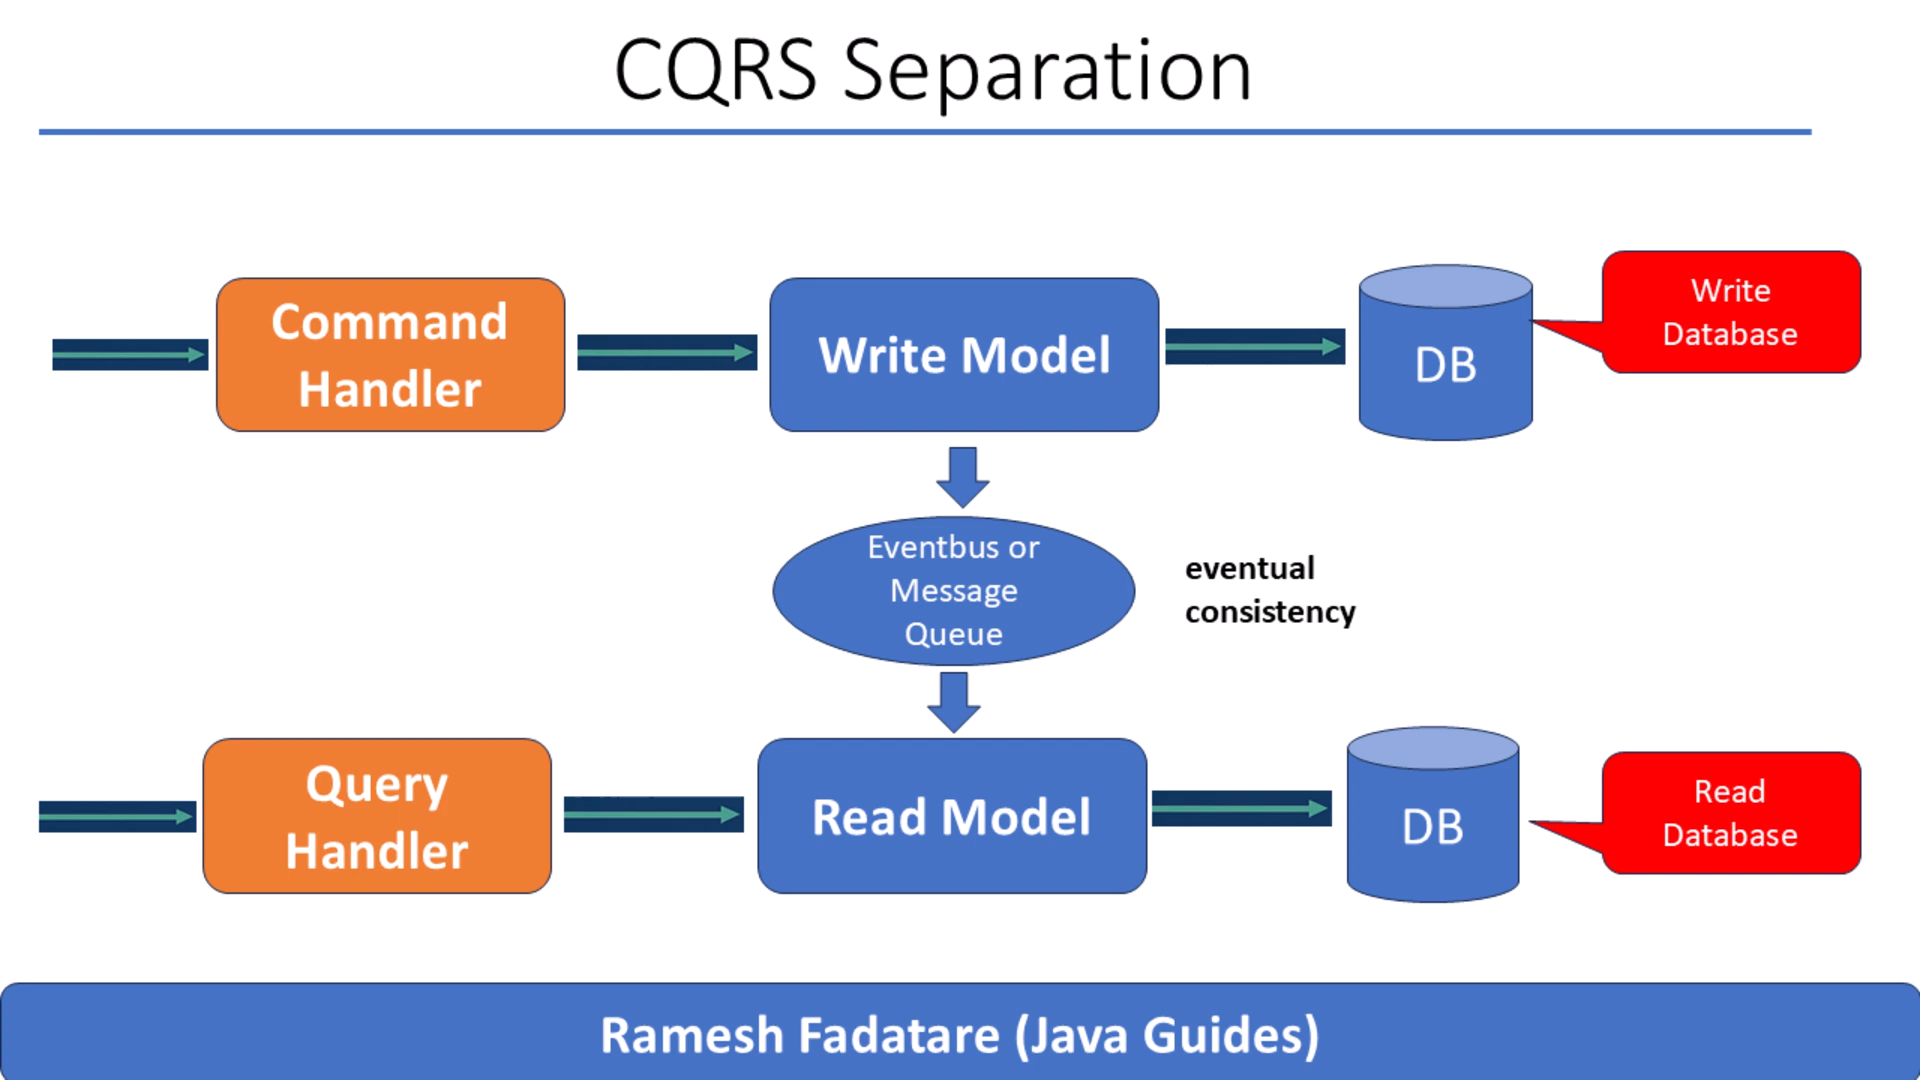 CQRS Separation
Command
Handler
Write Model
DB
Write
Database
Eventbus or
Message
Queue
eventual
consistency
Query
Handler
Read Model
DB
Read
Database
Ramesh Fadatare (Java Guides)